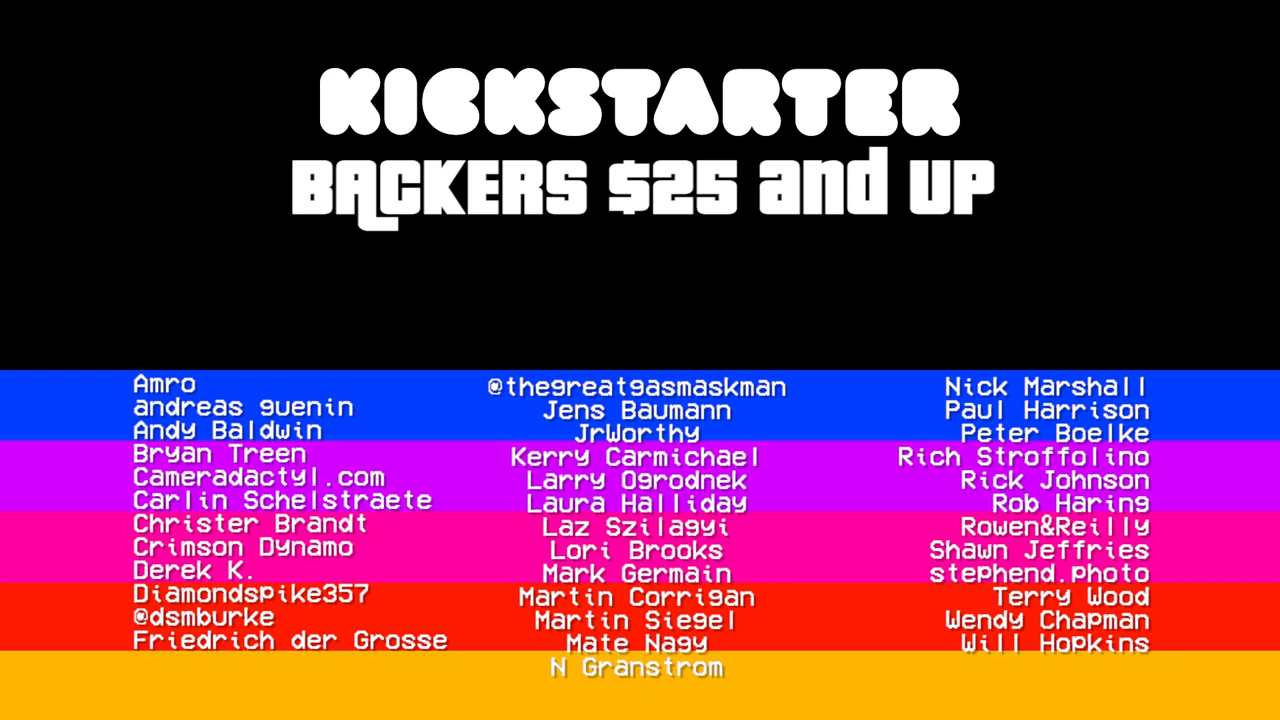 KICKSTARTER
BACKERS $25 and UP
Amro
andreas guenin
Andy Baldwin
Bryan Treen
Cameradactyl.com
Carlin Schelstraete
Christer Brandt
Crimson Dynamo
Derek K.
Diamondspike357
@dsmburke
Friedrich der Grosse
@thegreatgasmaskman
Jens Baumann
JrWorthy
Kerry Carmichael
Larry Ogrodnek
Laura Halliday
Laz Szilagyi
Lori Brooks
Mark Germain
Martin Corrigan
Martin Siegel
Mate Nagy
N Granstrom
Nick Marshall
Paul Harrison
Peter Boelke
Rich Stroffolino
Rick Johnson
Rob Haring
Rowen&Reilly
Shawn Jeffries
stephend.photo
Terry Wood
Wendy Chapman
Will Hopkins